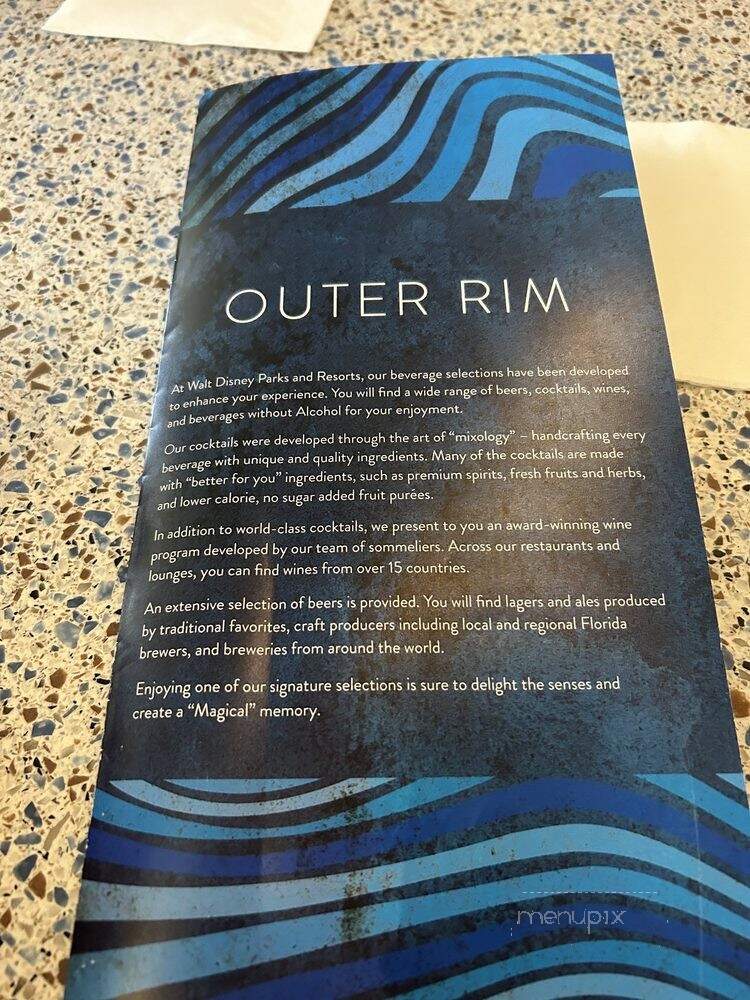 OUTER RIM
At Walt Disney Parks and Resorts, our beverage selections have been developed
to enhance your experience. You will find a wide range of beers, cocktails, wines,
and beverages without Alcohol for your enjoyment.
Our cocktails were developed through the art of “mixology” – handcrafting every
beverage with unique and quality ingredients. Many of the cocktails are made
with “better for you” ingredients, such as premium spirits, fresh fruits and herbs,
and lower calorie, no sugar added fruit purées.
In addition to world-class cocktails, we present to you an award-winning wine
program developed by our team of sommeliers. Across our restaurants and
lounges, you can find wines from over 15 countries.
An extensive selection of beers is provided. You will find lagers and ales produced
by traditional favorites, craft producers including local and regional Florida
brewers, and breweries from around the world.
Enjoying one of our signature selections is sure to delight the senses and
create a “Magical” memory.
menupix